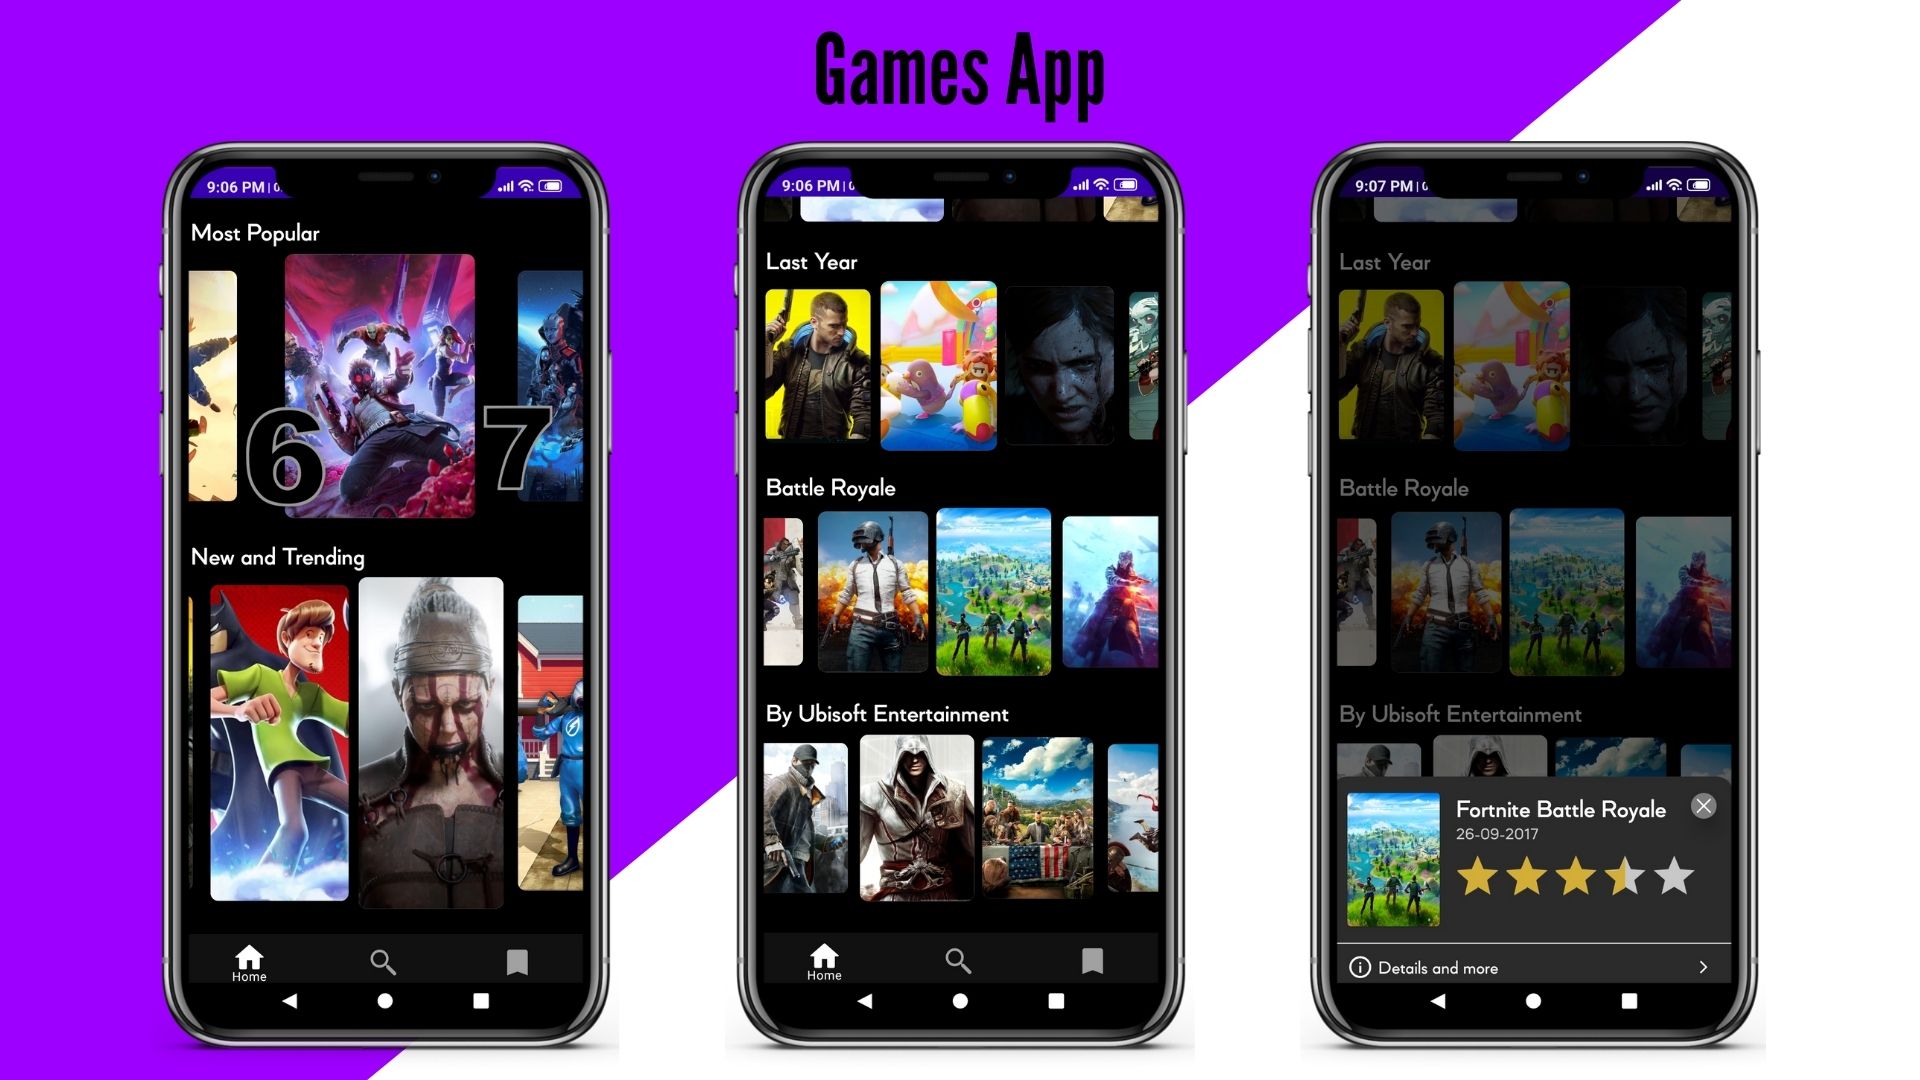 Games App
9:06 PM
Most Popular
6
7
New and Trending
Home
9:06 PM
Last Year
Battle Royale
By Ubisoft Entertainment
Home
9:07 PM
Last Year
Battle Royale
By Ubisoft Entertainment
Fortnite Battle Royale
26-09-2017
Details and more